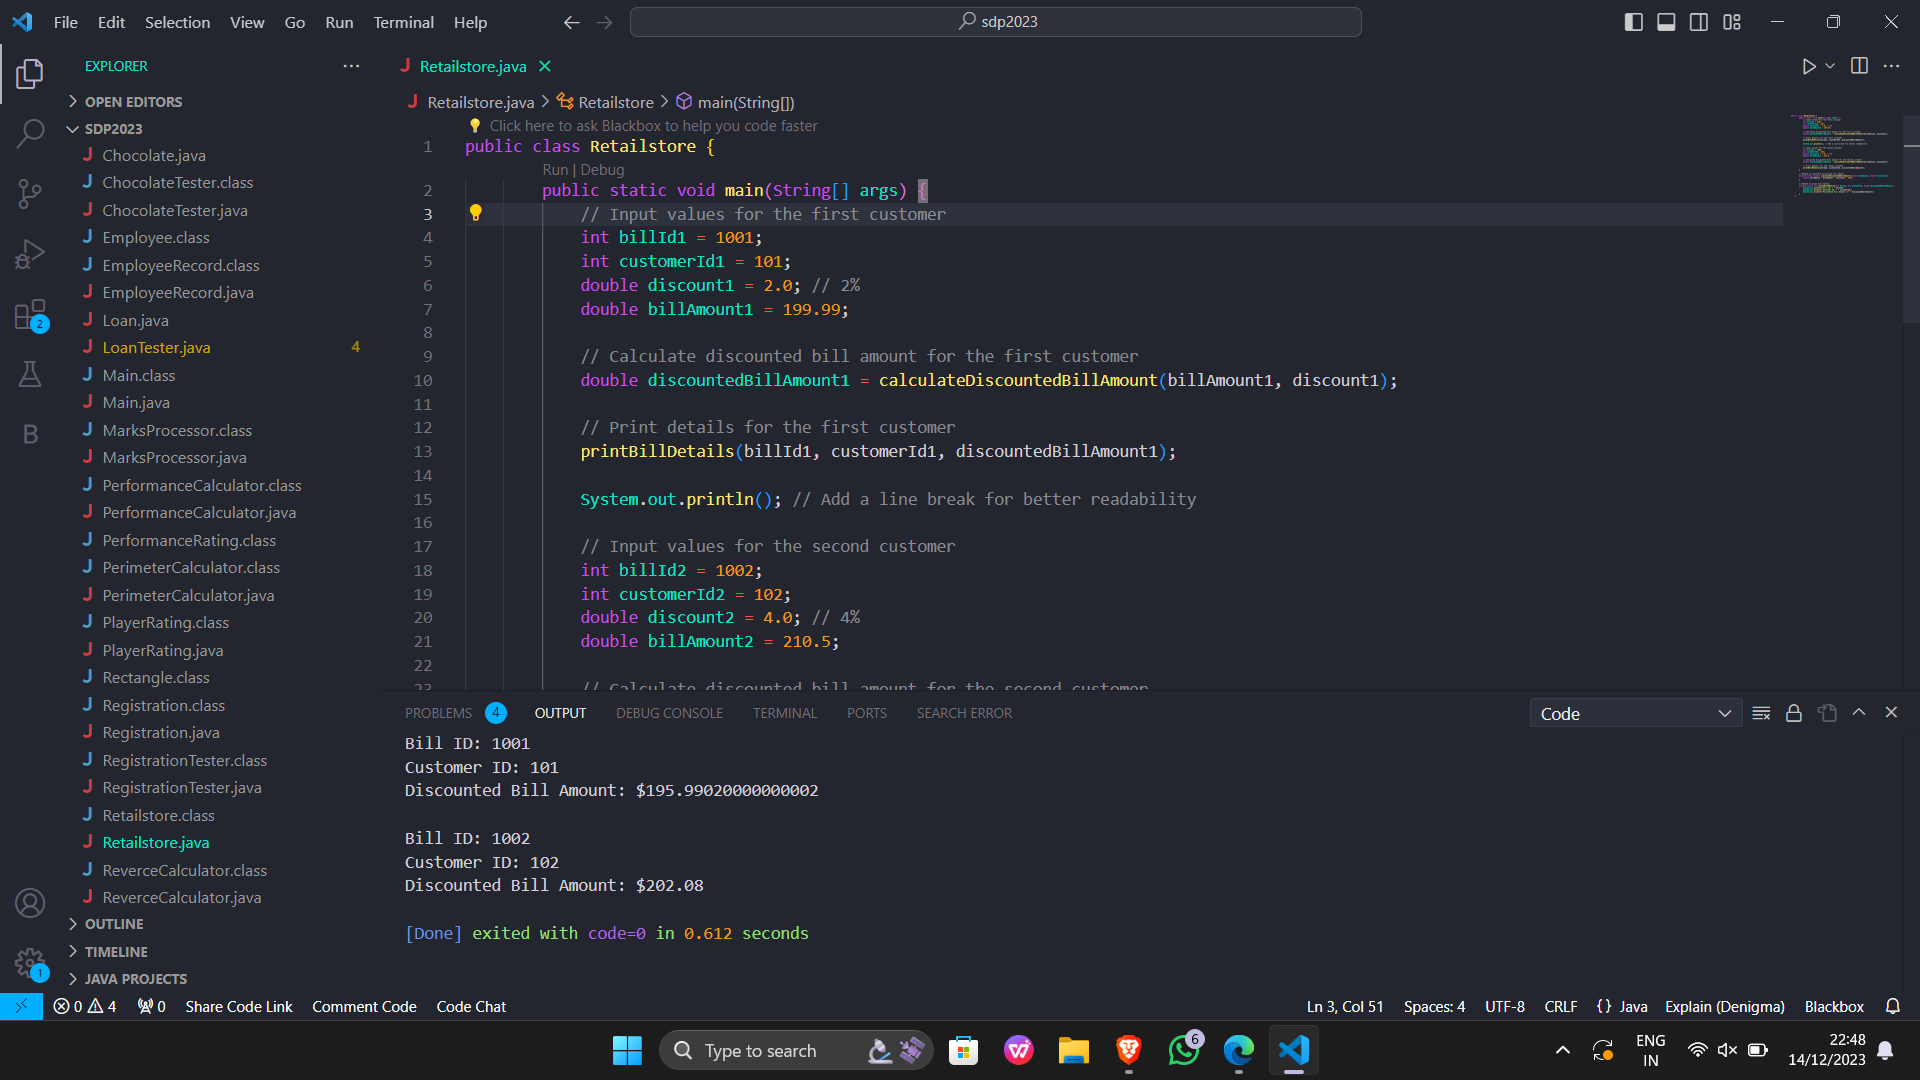 File Edit Selection View Go Run Terminal Help
sdp2023
EXPLORER
OPEN EDITORS
SDP2023
Chocolate.java
ChocolateTester.class
ChocolateTester.java
Employee.class
EmployeeRecord.class
EmployeeRecord.java
Loan.java
LoanTester.java 4
Main.class
Main.java
MarksProcessor.class
MarksProcessor.java
PerformanceCalculator.class
PerformanceCalculator.java
PerformanceRating.class
PerimeterCalculator.class
PerimeterCalculator.java
PlayerRating.class
PlayerRating.java
Rectangle.class
Registration.class
Registration.java
RegistrationTester.class
RegistrationTester.java
Retailstore.class
Retailstore.java
ReverceCalculator.class
ReverceCalculator.java
OUTLINE
TIMELINE
JAVA PROJECTS
2
B
1
Retailstore.java
Retailstore.java > Retailstore > main(String[])
Click here to ask Blackbox to help you code faster
1 public class Retailstore {
Run | Debug
2 public static void main(String[] args) {
3 // Input values for the first customer
4 int billId1 = 1001;
5 int customerId1 = 101;
6 double discount1 = 2.0; // 2%
7 double billAmount1 = 199.99;
8
9 // Calculate discounted bill amount for the first customer
10 double discountedBillAmount1 = calculateDiscountedBillAmount(billAmount1, discount1);
11
12 // Print details for the first customer
13 printBillDetails(billId1, customerId1, discountedBillAmount1);
14
15 System.out.println(); // Add a line break for better readability
16
17 // Input values for the second customer
18 int billId2 = 1002;
19 int customerId2 = 102;
20 double discount2 = 4.0; // 4%
21 double billAmount2 = 210.5;
22
23 // Calculate discounted bill amount for the second customer
PROBLEMS 4 OUTPUT DEBUG CONSOLE TERMINAL PORTS SEARCH ERROR
Code
Bill ID: 1001
Customer ID: 101
Discounted Bill Amount: $195.99020000000002
Bill ID: 1002
Customer ID: 102
Discounted Bill Amount: $202.08
[Done] exited with code=0 in 0.612 seconds
0 4 0 Share Code Link Comment Code Code Chat
Ln 3, Col 51 Spaces: 4 UTF-8 CRLF {} Java Explain (Denigma) Blackbox
Type to search
6
ENG
IN
22:48
14/12/2023